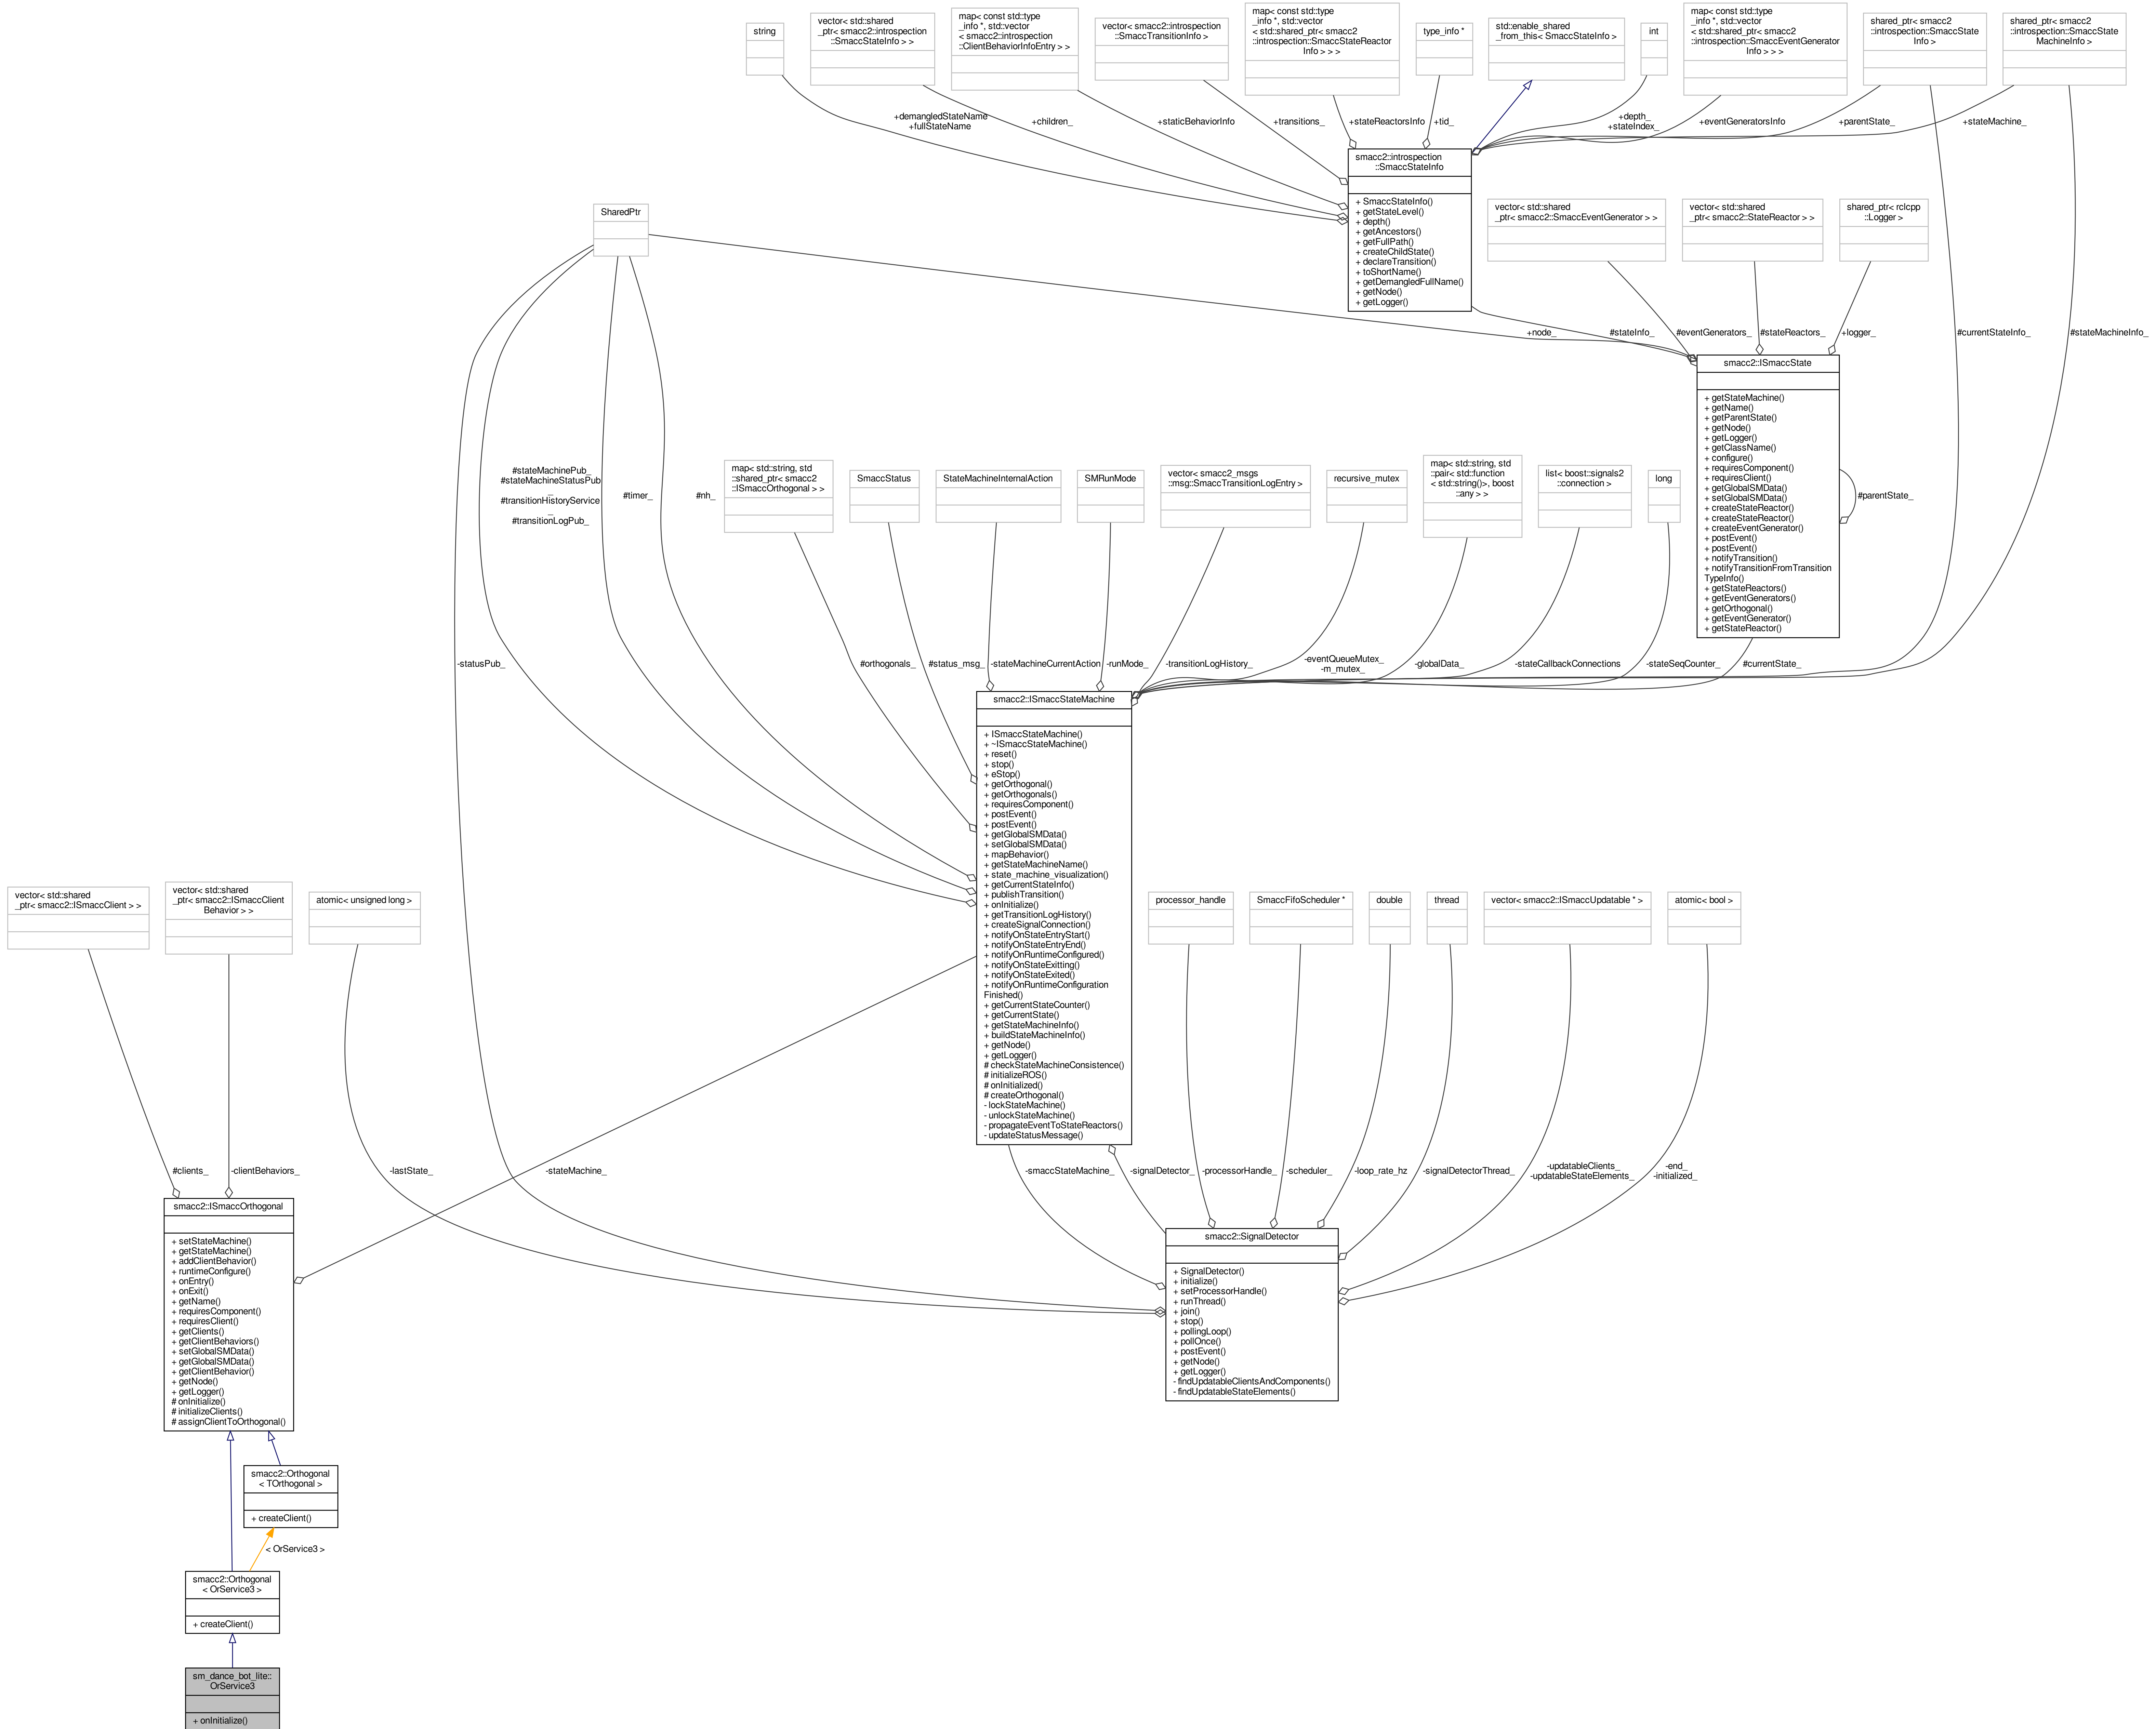 string
vector< std::shared
_ptr< smacc2::introspection
::SmaccStateInfo > >
map< const std::type
_info *, std::vector
< smacc2::introspection
::ClientBehaviorInfoEntry > >
vector< smacc2::introspection
::SmaccTransitionInfo >
map< const std::type
_info *, std::vector
< std::shared_ptr< smacc2
::introspection::SmaccStateReactor
Info > > >
type_info *
std::enable_shared
_from_this< SmaccStateInfo >
int
map< const std::type
_info *, std::vector
< std::shared_ptr< smacc2
::introspection::SmaccEventGenerator
Info > > >
shared_ptr< smacc2
::introspection::SmaccState
Info >
shared_ptr< smacc2
::introspection::SmaccState
MachineInfo >
+demangledStateName
+fullStateName
+children_
+staticBehaviorInfo
+transitions_
+stateReactorsInfo
+tid_
+depth_
+stateIndex_
+eventGeneratorsInfo
+parentState_
+stateMachine_
smacc2::introspection
::SmaccStateInfo
+ SmaccStateInfo()
+ getStateLevel()
+ depth()
+ getAncestors()
+ getFullPath()
+ createChildState()
+ declareTransition()
+ toShortName()
+ getDemangledFullName()
+ getNode()
+ getLogger()
SharedPtr
vector< std::shared
_ptr< smacc2::SmaccEventGenerator > >
vector< std::shared
_ptr< smacc2::StateReactor > >
shared_ptr< rclcpp
::Logger >
+node_
#stateInfo_
#eventGenerators_
#stateReactors_
+logger_
#currentStateInfo_
#stateMachineInfo_
smacc2::ISmaccState
+ getStateMachine()
+ getName()
+ getParentState()
+ getNode()
+ getLogger()
+ getClassName()
+ configure()
+ requiresComponent()
+ requiresClient()
+ getGlobalSMData()
+ setGlobalSMData()
+ createStateReactor()
+ createStateReactor()
+ createEventGenerator()
+ postEvent()
+ postEvent()
+ notifyTransition()
+ notifyTransitionFromTransition
TypeInfo()
+ getStateReactors()
+ getEventGenerators()
+ getOrthogonal()
+ getEventGenerator()
+ getStateReactor()
#parentState_
#stateMachinePub_
#stateMachineStatusPub
_
#transitionHistoryService
_
#transitionLogPub_
#timer_
#nh_
map< std::string, std
::shared_ptr< smacc2
::ISmaccOrthogonal > >
SmaccStatus
StateMachineInternalAction
SMRunMode
vector< smacc2_msgs
::msg::SmaccTransitionLogEntry >
recursive_mutex
map< std::string, std
::pair< std::function
< std::string()>, boost
::any > >
list< boost::signals2
::connection >
long
-statusPub_
#orthogonals_
#status_msg_
-stateMachineCurrentAction
-runMode_
-transitionLogHistory_
-eventQueueMutex_
-m_mutex_
-globalData_
-stateCallbackConnections
-stateSeqCounter_
#currentState_
smacc2::ISmaccStateMachine
+ ISmaccStateMachine()
+ ~ISmaccStateMachine()
+ reset()
+ stop()
+ eStop()
+ getOrthogonal()
+ getOrthogonals()
+ requiresComponent()
+ postEvent()
+ postEvent()
+ getGlobalSMData()
+ setGlobalSMData()
+ mapBehavior()
+ getStateMachineName()
+ state_machine_visualization()
+ getCurrentStateInfo()
+ publishTransition()
+ onInitialize()
+ getTransitionLogHistory()
+ createSignalConnection()
+ notifyOnStateEntryStart()
+ notifyOnStateEntryEnd()
+ notifyOnRuntimeConfigured()
+ notifyOnStateExitting()
+ notifyOnStateExited()
+ notifyOnRuntimeConfiguration
Finished()
+ getCurrentStateCounter()
+ getCurrentState()
+ getStateMachineInfo()
+ buildStateMachineInfo()
+ getNode()
+ getLogger()
# checkStateMachineConsistence()
# initializeROS()
# onInitialized()
# createOrthogonal()
- lockStateMachine()
- unlockStateMachine()
- propagateEventToStateReactors()
- updateStatusMessage()
vector< std::shared
_ptr< smacc2::ISmaccClient > >
vector< std::shared
_ptr< smacc2::ISmaccClient
Behavior > >
atomic< unsigned long >
processor_handle
SmaccFifoScheduler *
double
thread
vector< smacc2::ISmaccUpdatable * >
atomic< bool >
#clients_
-clientBehaviors_
-lastState_
-stateMachine_
-smaccStateMachine_
-signalDetector_
-processorHandle_
-scheduler_
-loop_rate_hz
-signalDetectorThread_
-updatableClients_
-updatableStateElements_
-end_
-initialized_
smacc2::ISmaccOrthogonal
+ setStateMachine()
+ getStateMachine()
+ addClientBehavior()
+ runtimeConfigure()
+ onEntry()
+ onExit()
+ getName()
+ requiresComponent()
+ requiresClient()
+ getClients()
+ getClientBehaviors()
+ setGlobalSMData()
+ getGlobalSMData()
+ getClientBehavior()
+ getNode()
+ getLogger()
# onInitialize()
# initializeClients()
# assignClientToOrthogonal()
smacc2::SignalDetector
+ SignalDetector()
+ initialize()
+ setProcessorHandle()
+ runThread()
+ join()
+ stop()
+ pollingLoop()
+ pollOnce()
+ postEvent()
+ getNode()
+ getLogger()
- findUpdatableClientsAndComponents()
- findUpdatableStateElements()
smacc2::Orthogonal
< TOrthogonal >
+ createClient()
< OrService3 >
smacc2::Orthogonal
< OrService3 >
+ createClient()
sm_dance_bot_lite::
OrService3
+ onInitialize()